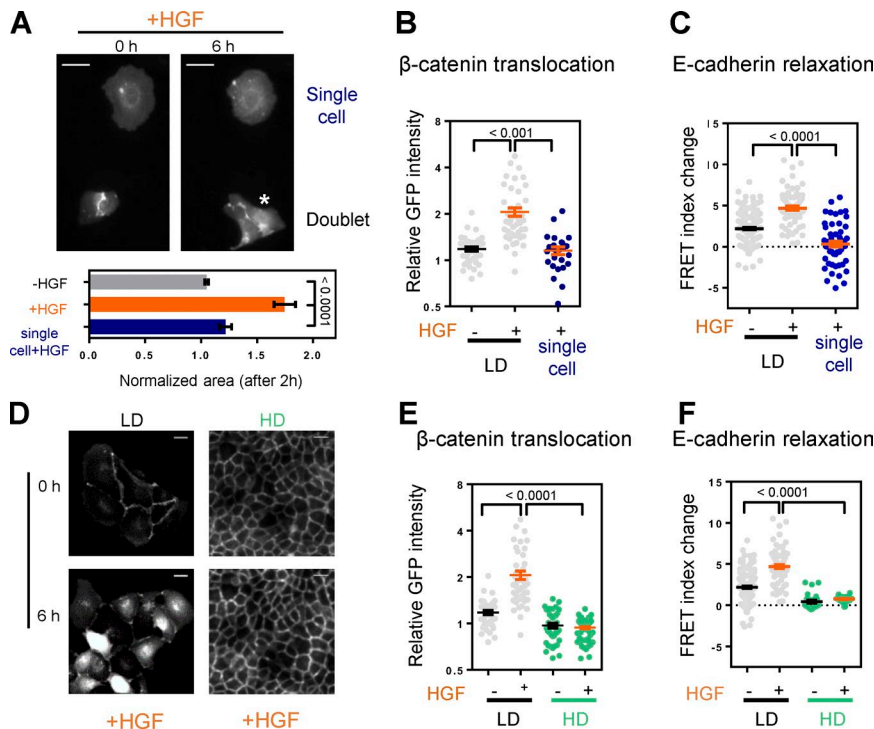 A
+HGF
0 h
6 h
Single
cell
*
Doublet
-HGF
+HGF
single
cell+HGF
< 0.0001
0.0
0.5
1.0
1.5
2.0
Normalized area (after 2h)
B
β-catenin translocation
Relative GFP intensity
8
4
2
1
0.5
< 0.001
HGF
-
+
+
LD
single
cell
C
E-cadherin relaxation
FRET index change
15
10
5
0
-5
< 0.0001
HGF
-
+
+
LD
single
cell
D
LD
HD
0 h
6 h
+HGF
+HGF
E
β-catenin translocation
Relative GFP intensity
8
4
2
1
0.5
< 0.0001
HGF
-
+
-
+
LD
HD
F
E-cadherin relaxation
FRET index change
15
10
5
0
-5
< 0.0001
HGF
-
+
-
+
LD
HD